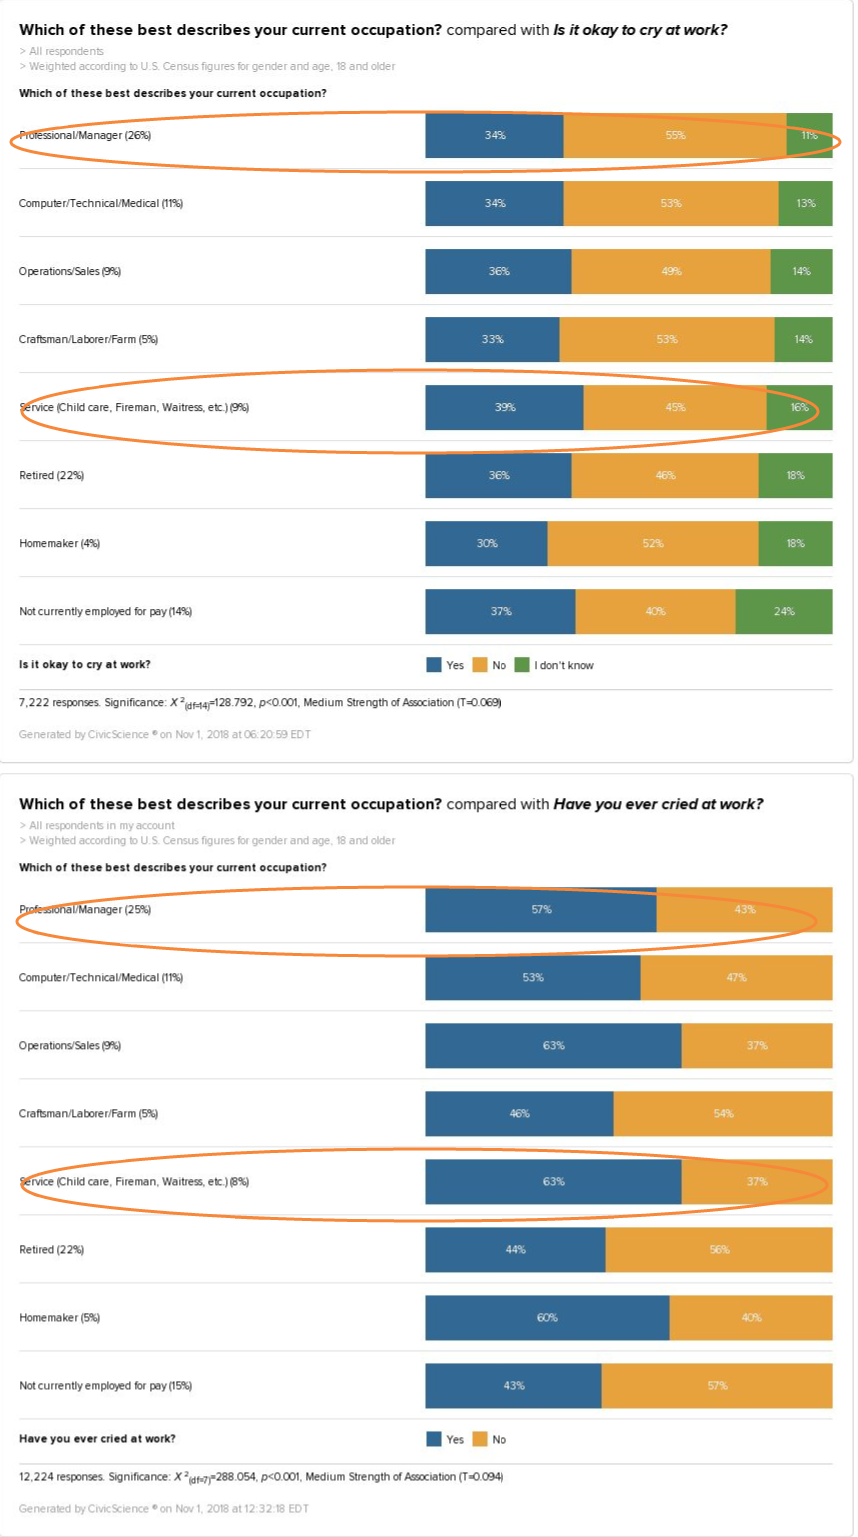 Which of these best describes your current occupation? compared with Is it okay to cry at work?
> All respondents
> Weighted according to U.S. Census figures for gender and age, 18 and older
Which of these best describes your current occupation?
Professional/Manager (26%) 34% 55% 11%
Computer/Technical/Medical (11%) 34% 53% 13%
Operations/Sales (9%) 36% 49% 14%
Craftsman/Laborer/Farm (5%) 33% 53% 14%
Service (Child care, Fireman, Waitress, etc.) (9%) 39% 45% 16%
Retired (22%) 36% 46% 18%
Homemaker (4%) 30% 52% 18%
Not currently employed for pay (14%) 37% 40% 24%
Is it okay to cry at work? Yes No I don't know
7,222 responses. Significance: X 2 (df=14)=128.792, p<0.001, Medium Strength of Association (T=0.069)
Generated by CivicScience ® on Nov 1, 2018 at 06:20:59 EDT
Which of these best describes your current occupation? compared with Have you ever cried at work?
> All respondents in my account
> Weighted according to U.S. Census figures for gender and age, 18 and older
Which of these best describes your current occupation?
Professional/Manager (25%) 57% 43%
Computer/Technical/Medical (11%) 53% 47%
Operations/Sales (9%) 63% 37%
Craftsman/Laborer/Farm (5%) 46% 54%
Service (Child care, Fireman, Waitress, etc.) (8%) 63% 37%
Retired (22%) 44% 56%
Homemaker (5%) 60% 40%
Not currently employed for pay (15%) 43% 57%
Have you ever cried at work? Yes No
12,224 responses. Significance: X 2 (df=7)=288.054, p<0.001, Medium Strength of Association (T=0.094)
Generated by CivicScience ® on Nov 1, 2018 at 12:32:18 EDT